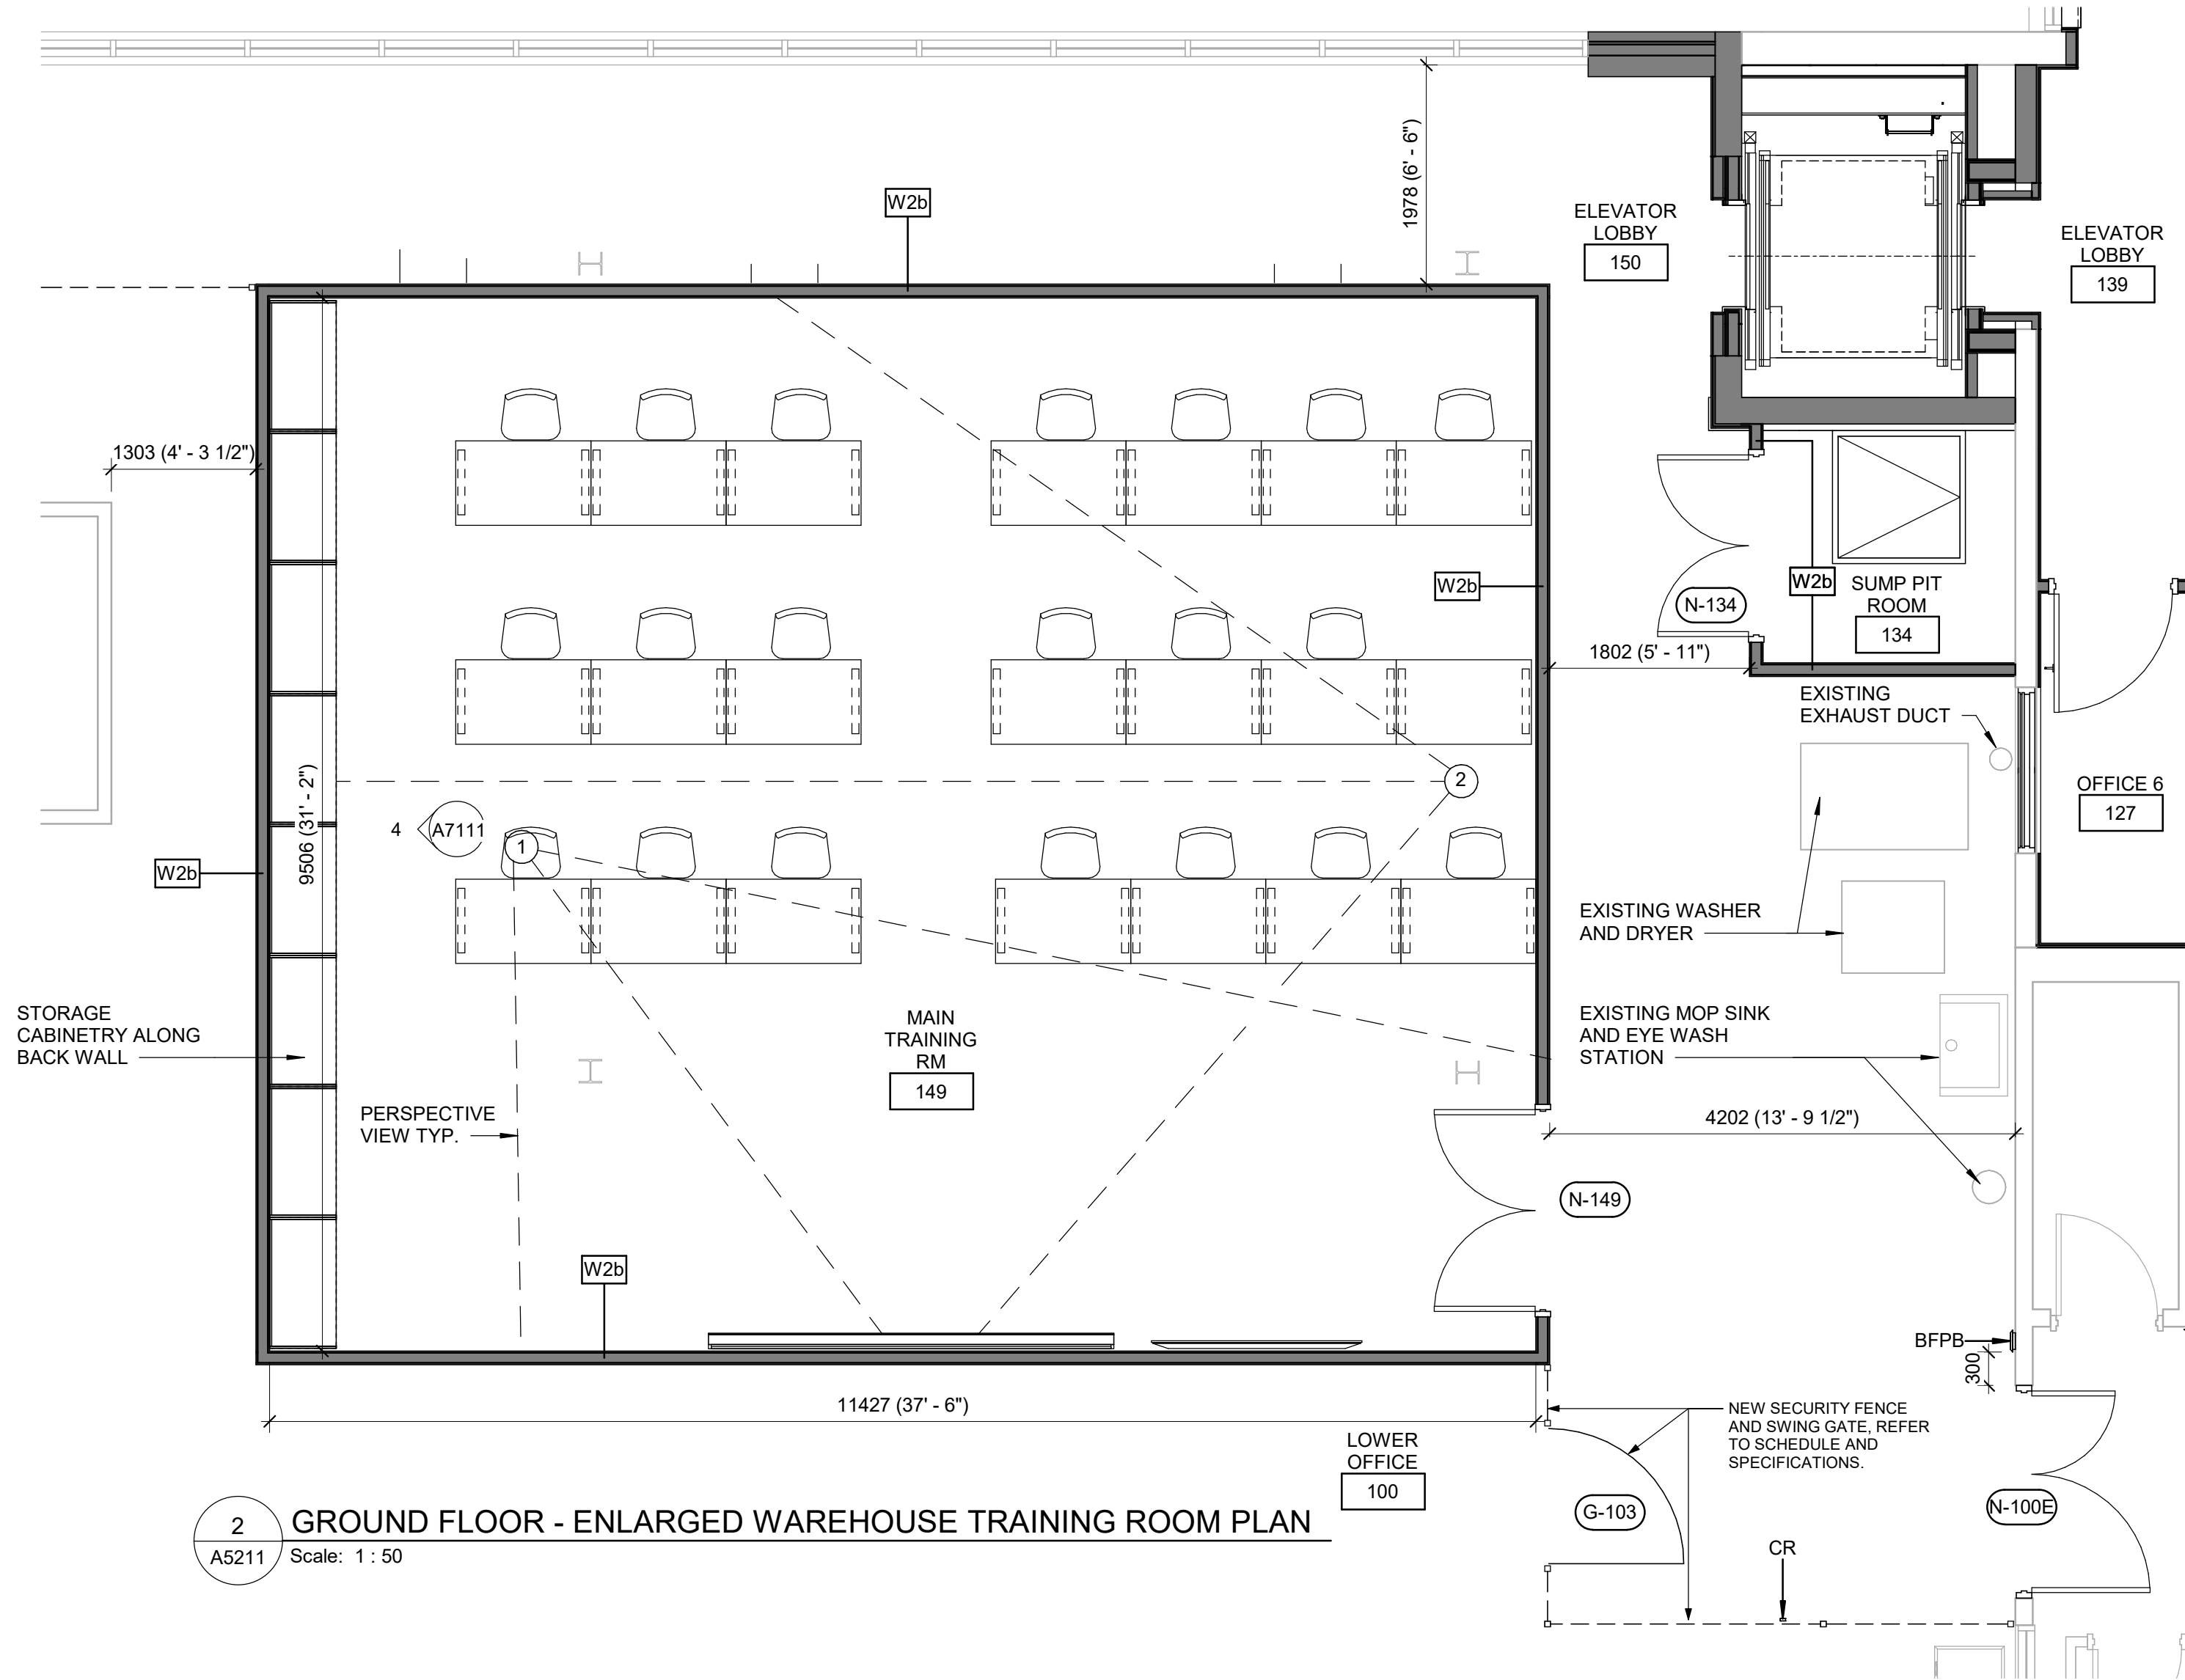 1978 (6' - 6")
W2b
ELEVATOR
LOBBY
150
ELEVATOR
LOBBY
139
1303 (4' - 3 1/2")
W2b
N-134
W2b
SUMP PIT
ROOM
134
1802 (5' - 11")
EXISTING
EXHAUST DUCT
OFFICE 6
127
9506 (31' - 2")
2
4
A7111
1
W2b
EXISTING WASHER
AND DRYER
STORAGE
CABINETRY ALONG
BACK WALL
MAIN
TRAINING
RM
149
EXISTING MOP SINK
AND EYE WASH
STATION
PERSPECTIVE
VIEW TYP.
4202 (13' - 9 1/2")
N-149
W2b
BFPB
300
11427 (37' - 6")
NEW SECURITY FENCE
AND SWING GATE, REFER
TO SCHEDULE AND
SPECIFICATIONS.
LOWER
OFFICE
100
G-103
N-100E
CR
2
A5211
GROUND FLOOR - ENLARGED WAREHOUSE TRAINING ROOM PLAN
Scale: 1 : 50